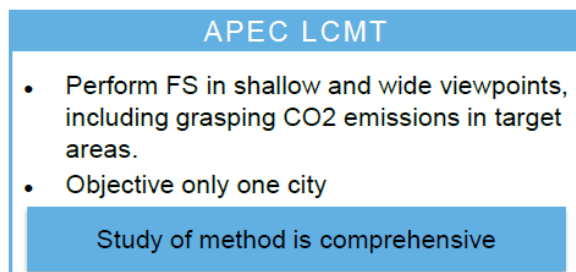 APEC LCMT
• Perform FS in shallow and wide viewpoints,
including grasping CO2 emissions in target
areas.
• Objective only one city
Study of method is comprehensive